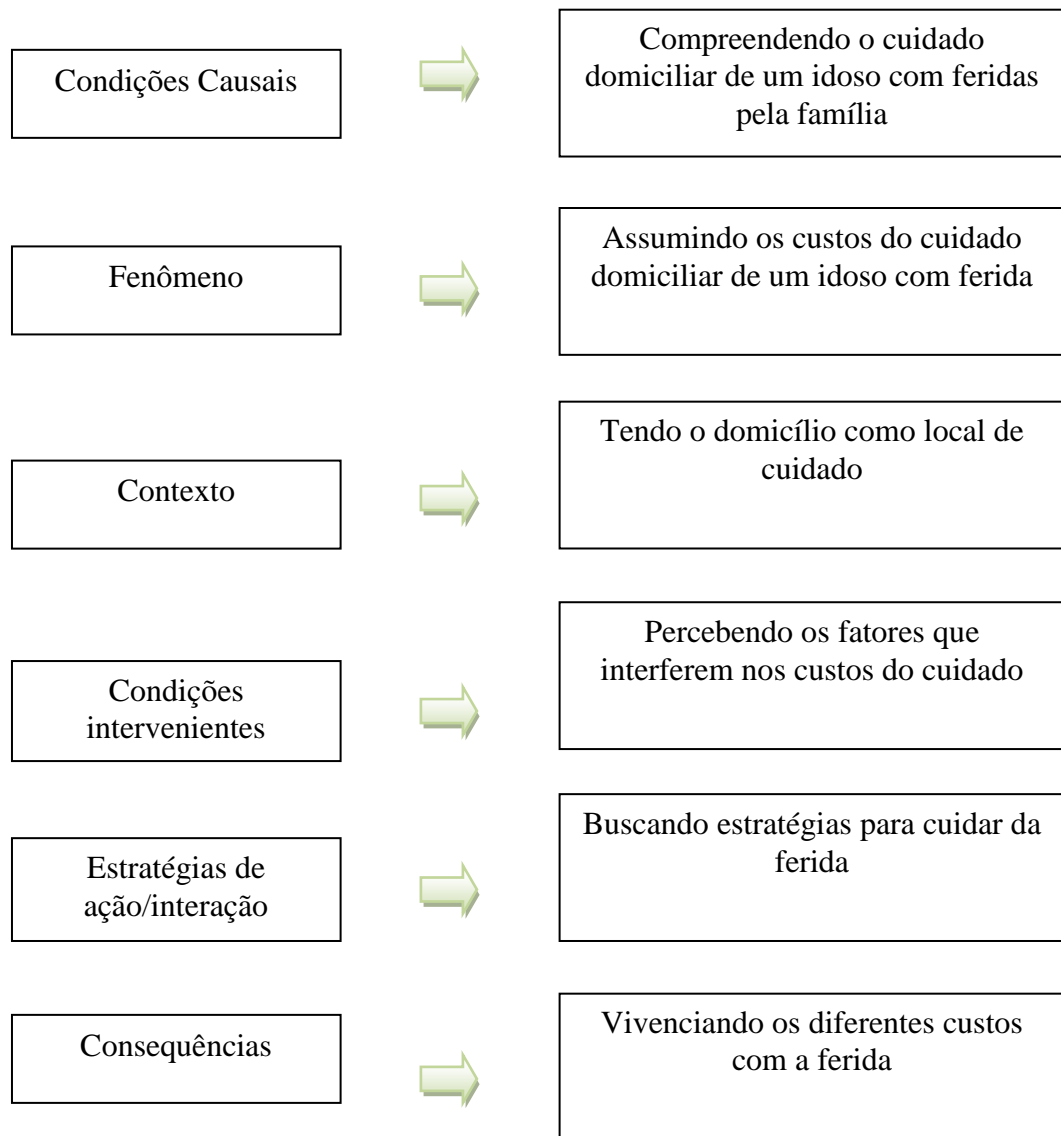 Condições Causais
Compreendendo o cuidado
domiciliar de um idoso com feridas
pela família
Fenômeno
Assumindo os custos do cuidado
domiciliar de um idoso com ferida
Contexto
Tendo o domicílio como local de
cuidado
Condições
intervenientes
Percebendo os fatores que
interferem nos custos do cuidado
Estratégias de
ação/interação
Buscando estratégias para cuidar da
ferida
Consequências
Vivenciando os diferentes custos
com a ferida